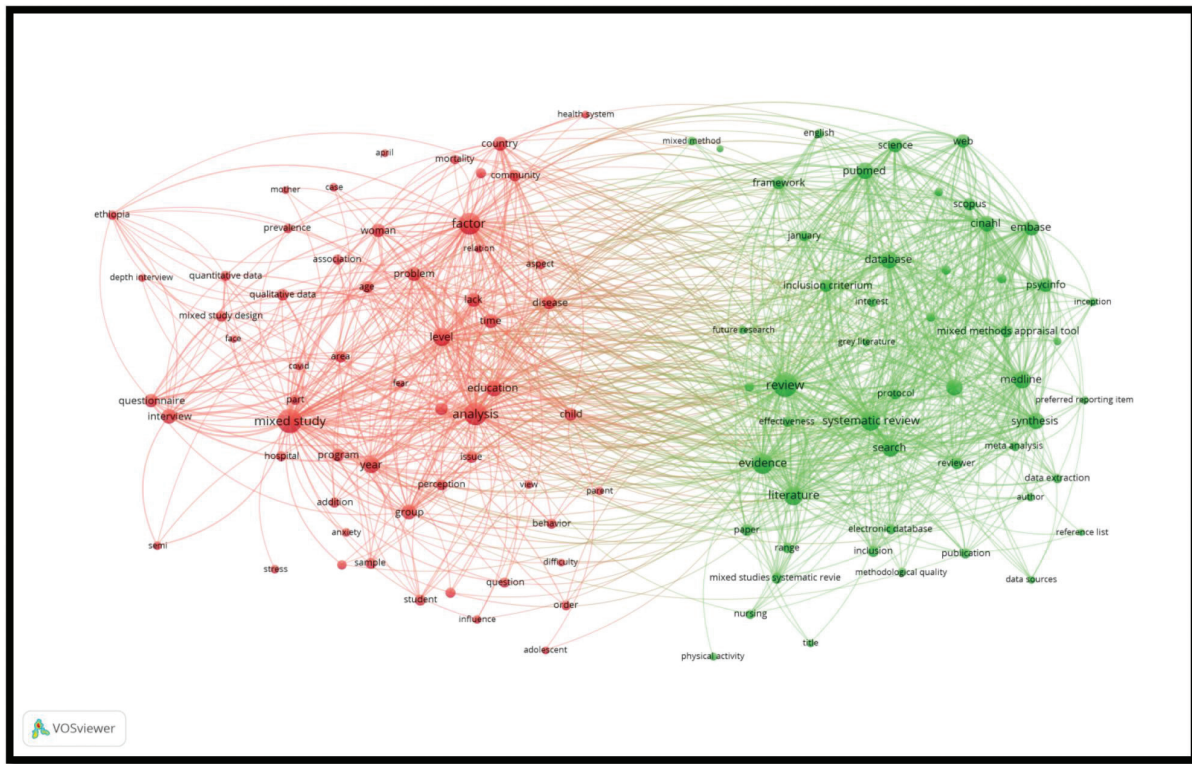 health system
english
country
mixed method
science
web
april
mortality
community
pubmed
framework
mother
case
scopus
ethiopia
prevalence
woman
factor
cinahl
embase
relation
january
association
aspect
database
depth interview
quantitative data
problem
age
inclusion criterium
psycinfo
qualitative data
lack
disease
interest
inception
mixed study design
time
future research
mixed methods appraisal tool
face
level
grey literature
area
covid
fear
education
review
medline
questionnaire
part
protocol
preferred reporting item
interview
mixed study
analysis
child
effectiveness
systematic review
synthesis
hospital
program
year
issue
search
meta analysis
evidence
reviewer
perception
view
parent
literature
data extraction
addition
group
author
anxiety
behavior
paper
electronic database
reference list
semi
range
inclusion
publication
stress
sample
difficulty
question
mixed studies systematic revie
methodological quality
data sources
student
order
influence
nursing
adolescent
physical activity
title
VOSviewer